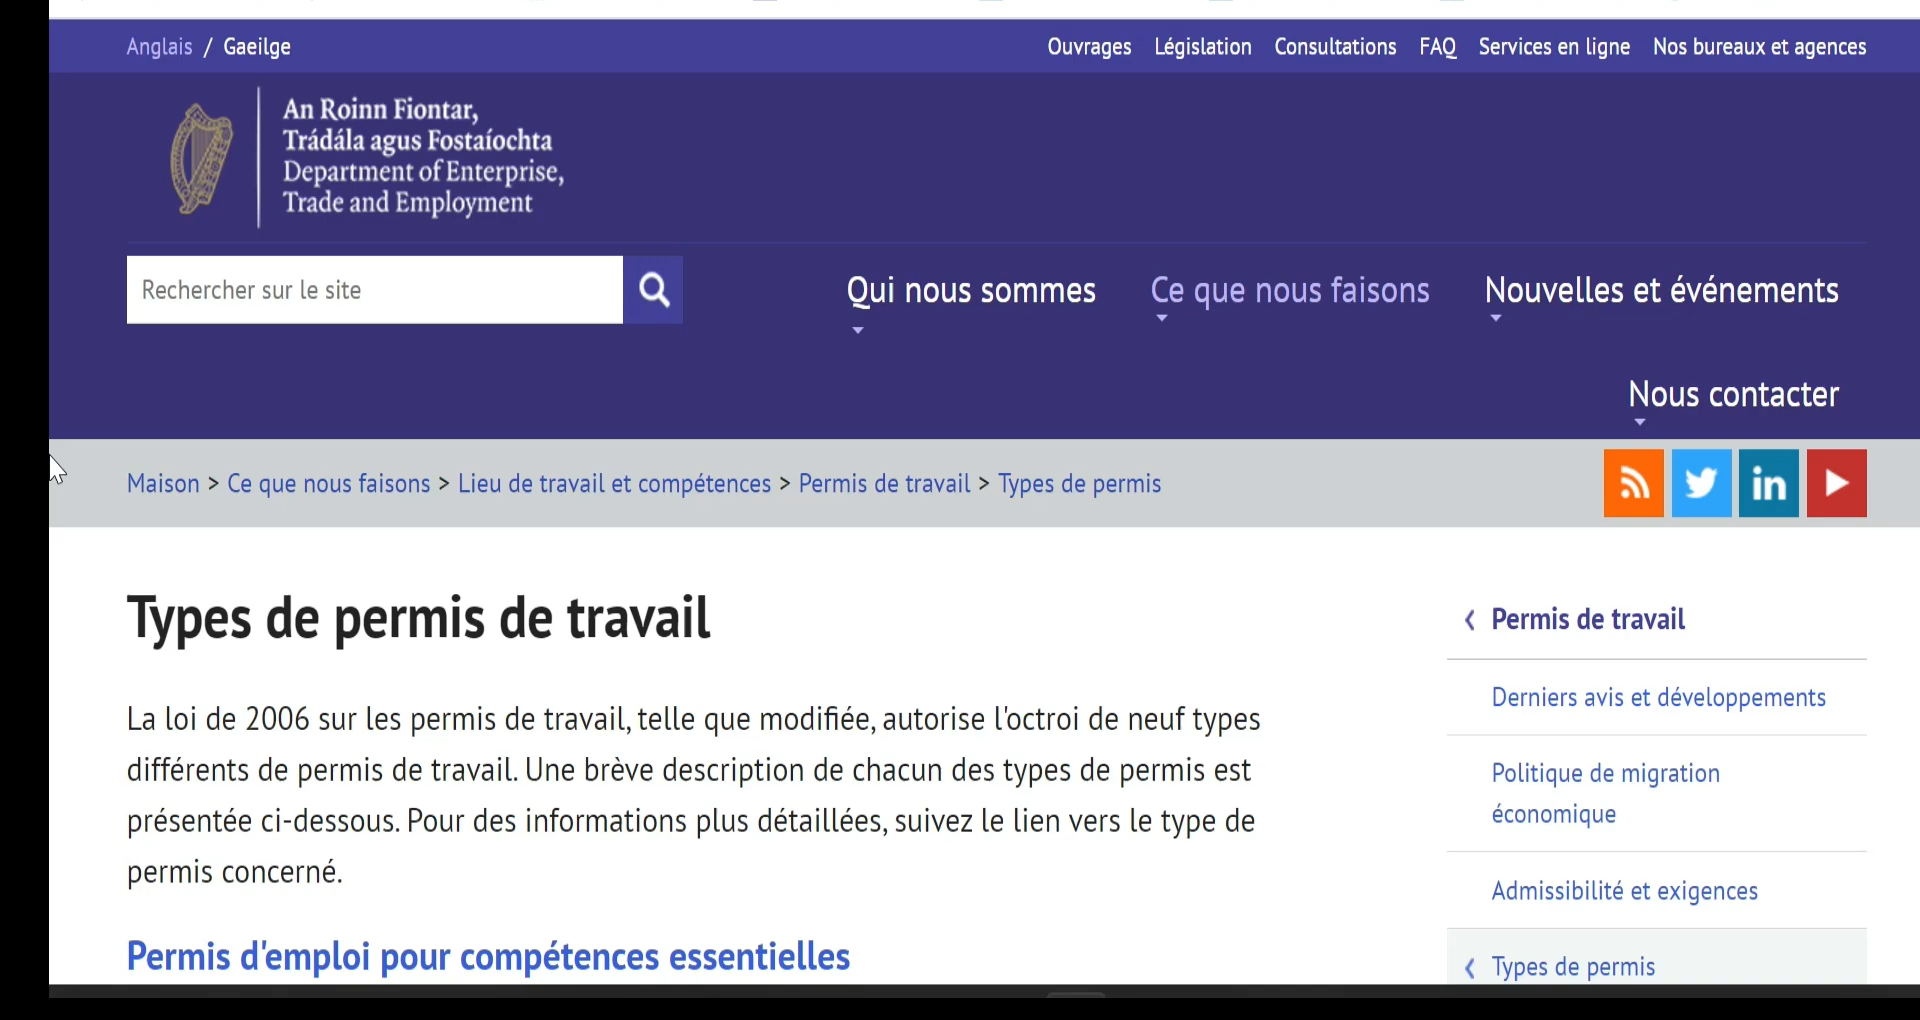 Anglais / Gaeilge
Ouvrages Législation Consultations FAQ Services en ligne Nos bureaux et agences
An Roinn Fiontar,
Trádála agus Fostaíochta
Department of Enterprise,
Trade and Employment
Rechercher sur le site
Qui nous sommes Ce que nous faisons Nouvelles et événements
Nous contacter
Maison > Ce que nous faisons > Lieu de travail et compétences > Permis de travail > Types de permis
in
Types de permis de travail
La loi de 2006 sur les permis de travail, telle que modifiée, autorise l'octroi de neuf types
différents de permis de travail. Une brève description de chacun des types de permis est
présentée ci-dessous. Pour des informations plus détaillées, suivez le lien vers le type de
permis concerné.
Permis d'emploi pour compétences essentielles
Permis de travail
Derniers avis et développements
Politique de migration
économique
Admissibilité et exigences
Types de permis